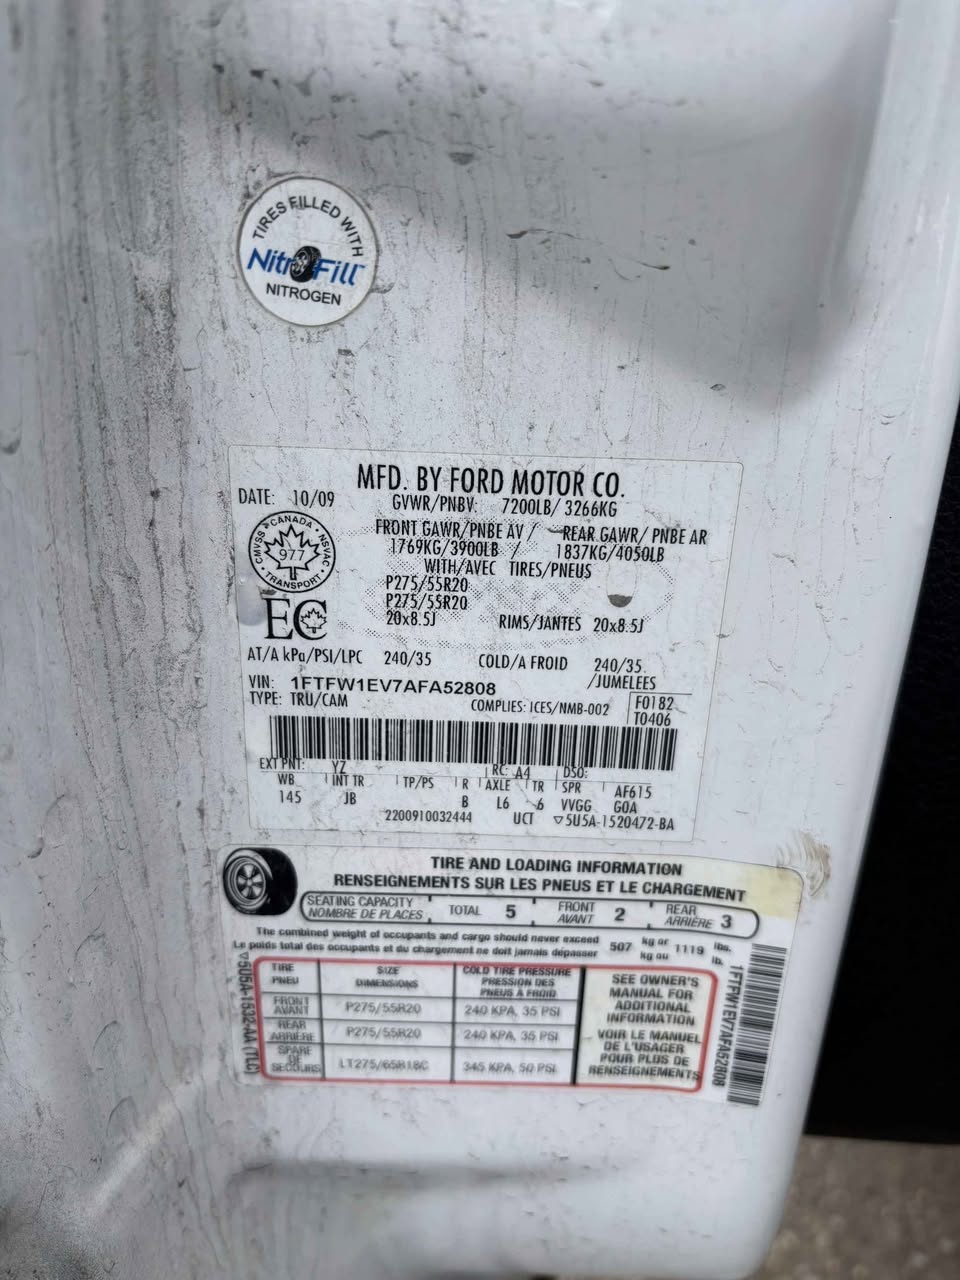 TIRES FILLED WITH
NitroFill™
NITROGEN
MFD. BY FORD MOTOR CO.
DATE: 10/09 GVWR/PNBV: 7200LB/ 3266KG
FRONT GAWR/PNBE AV / REAR GAWR/ PNBE AR
1769KG/3900LB / 1837KG/4050LB
WITH/AVEC TIRES/PNEUS
P275/55R20
P275/55R20
20x8.5J RIMS/JANTES 20x8.5J
CANADA
CMVSS NSVAC
977
TRANSPORT
EC
AT/A kPa/PSI/LPC 240/35 COLD/A FROID 240/35
/JUMELEES
VIN: 1FTFW1EV7AFA52808
TYPE: TRU/CAM COMPLIES: ICES/NMB-002 F0182
T0406
EXT PNT: YZ RC: A4 DSO:
WB INT TR TP/PS R AXLE TR SPR AF615
145 JB B L6 6 VVGG GOA
2200910032444 UCT ▽5U5A-1520472-BA
TIRE AND LOADING INFORMATION
RENSEIGNEMENTS SUR LES PNEUS ET LE CHARGEMENT
SEATING CAPACITY
NOMBRE DE PLACES TOTAL 5 FRONT
AVANT 2 REAR
ARRIÈRE 3
The combined weight of occupants and cargo should never exceed 507 kg or 1119 lbs.
Le poids total des occupants et du chargement ne doit jamais dépasser kg ou lb.
TIRE
PNEU SIZE
DIMENSIONS COLD TIRE PRESSURE
PRESSION DES
PNEUS A FROID
FRONT
AVANT P275/55R20 240 KPA, 35 PSI
REAR
ARRIÈRE P275/55R20 240 KPA, 35 PSI
SPARE
DE
SECOURS LT275/65R18C 345 KPA, 50 PSI
SEE OWNER'S
MANUAL FOR
ADDITIONAL
INFORMATION
VOIR LE MANUEL
DE L'USAGER
POUR PLUS DE
RENSEIGNEMENTS
▽5U5A-1532-AA (TLC)
1FTFW1EV7AFA52808